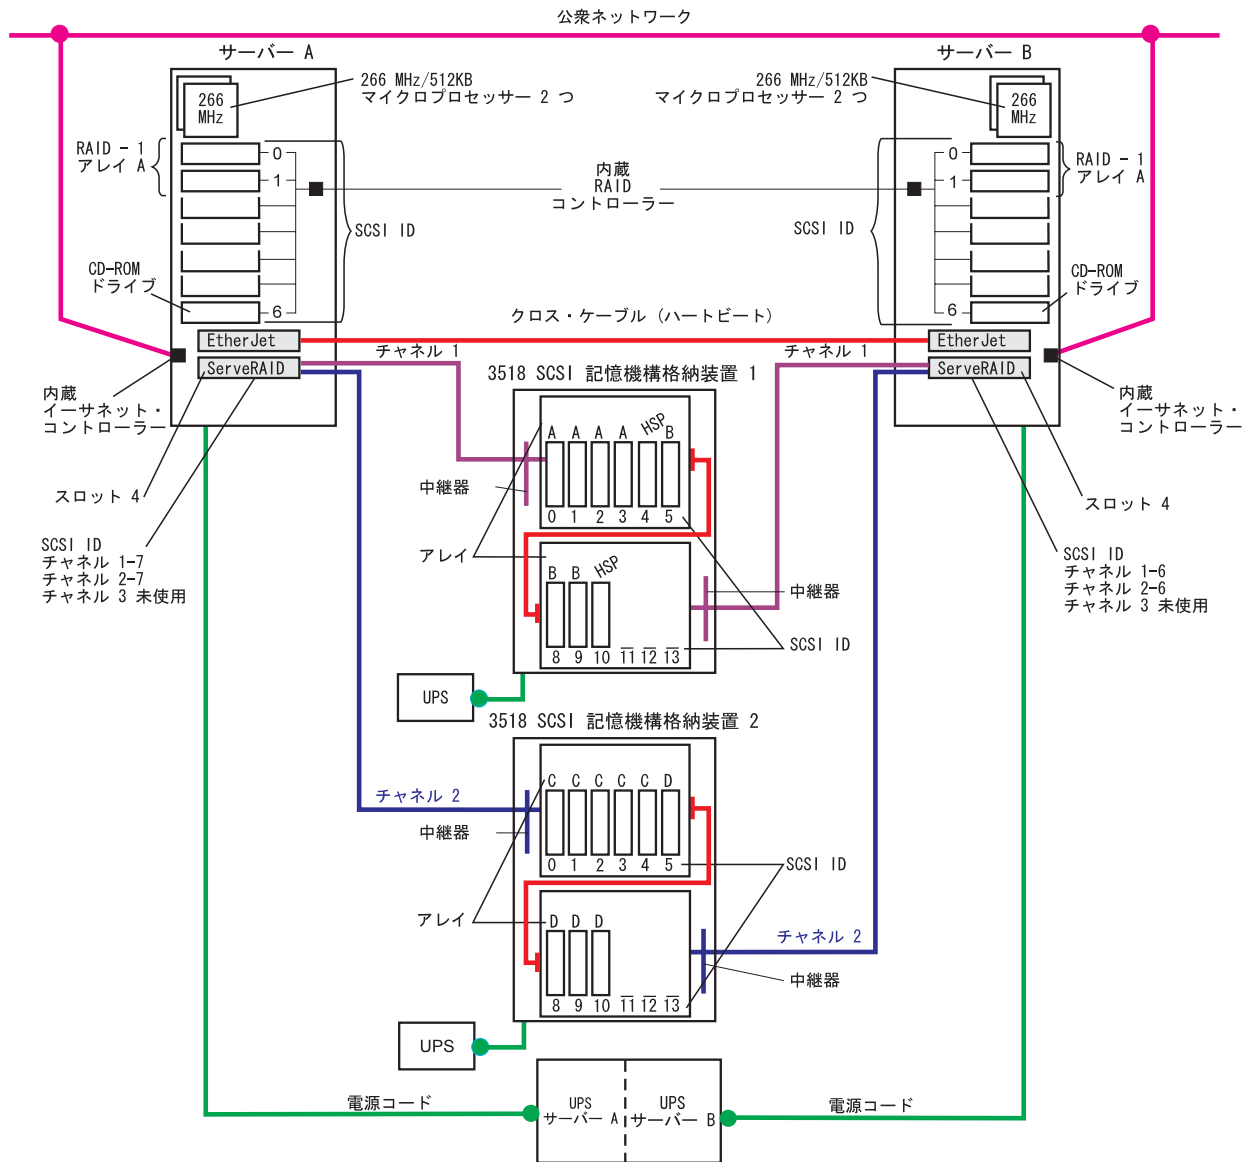 公衆ネットワーク
サーバー A
サーバー B
266
MHz
266 MHz/512KB
マイクロプロセッサー 2 つ
266 MHz/512KB
マイクロプロセッサー 2 つ
266
MHz
RAID - 1
アレイ A
0
1
6
SCSI ID
内蔵
RAID
コントローラー
SCSI ID
0
1
6
RAID - 1
アレイ A
CD-ROM
ドライブ
CD-ROM
ドライブ
クロス・ケーブル (ハートビート)
EtherJet
ServeRAID
EtherJet
ServeRAID
チャネル 1
チャネル 1
内蔵
イーサネット・
コントローラー
内蔵
イーサネット・
コントローラー
スロット 4
スロット 4
SCSI ID
チャネル 1-7
チャネル 2-7
チャネル 3 未使用
SCSI ID
チャネル 1-6
チャネル 2-6
チャネル 3 未使用
3518 SCSI 記憶機構格納装置 1
A A A A HSP B
中継器
0 1 2 3 4 5
アレイ
B B HSP
中継器
8 9 10 11 12 13
SCSI ID
UPS
3518 SCSI 記憶機構格納装置 2
C C C C C D
チャネル 2
中継器
0 1 2 3 4 5
SCSI ID
アレイ
D D D
チャネル 2
中継器
8 9 10 11 12 13
UPS
電源コード
UPS
サーバー A
UPS
サーバー B
電源コード